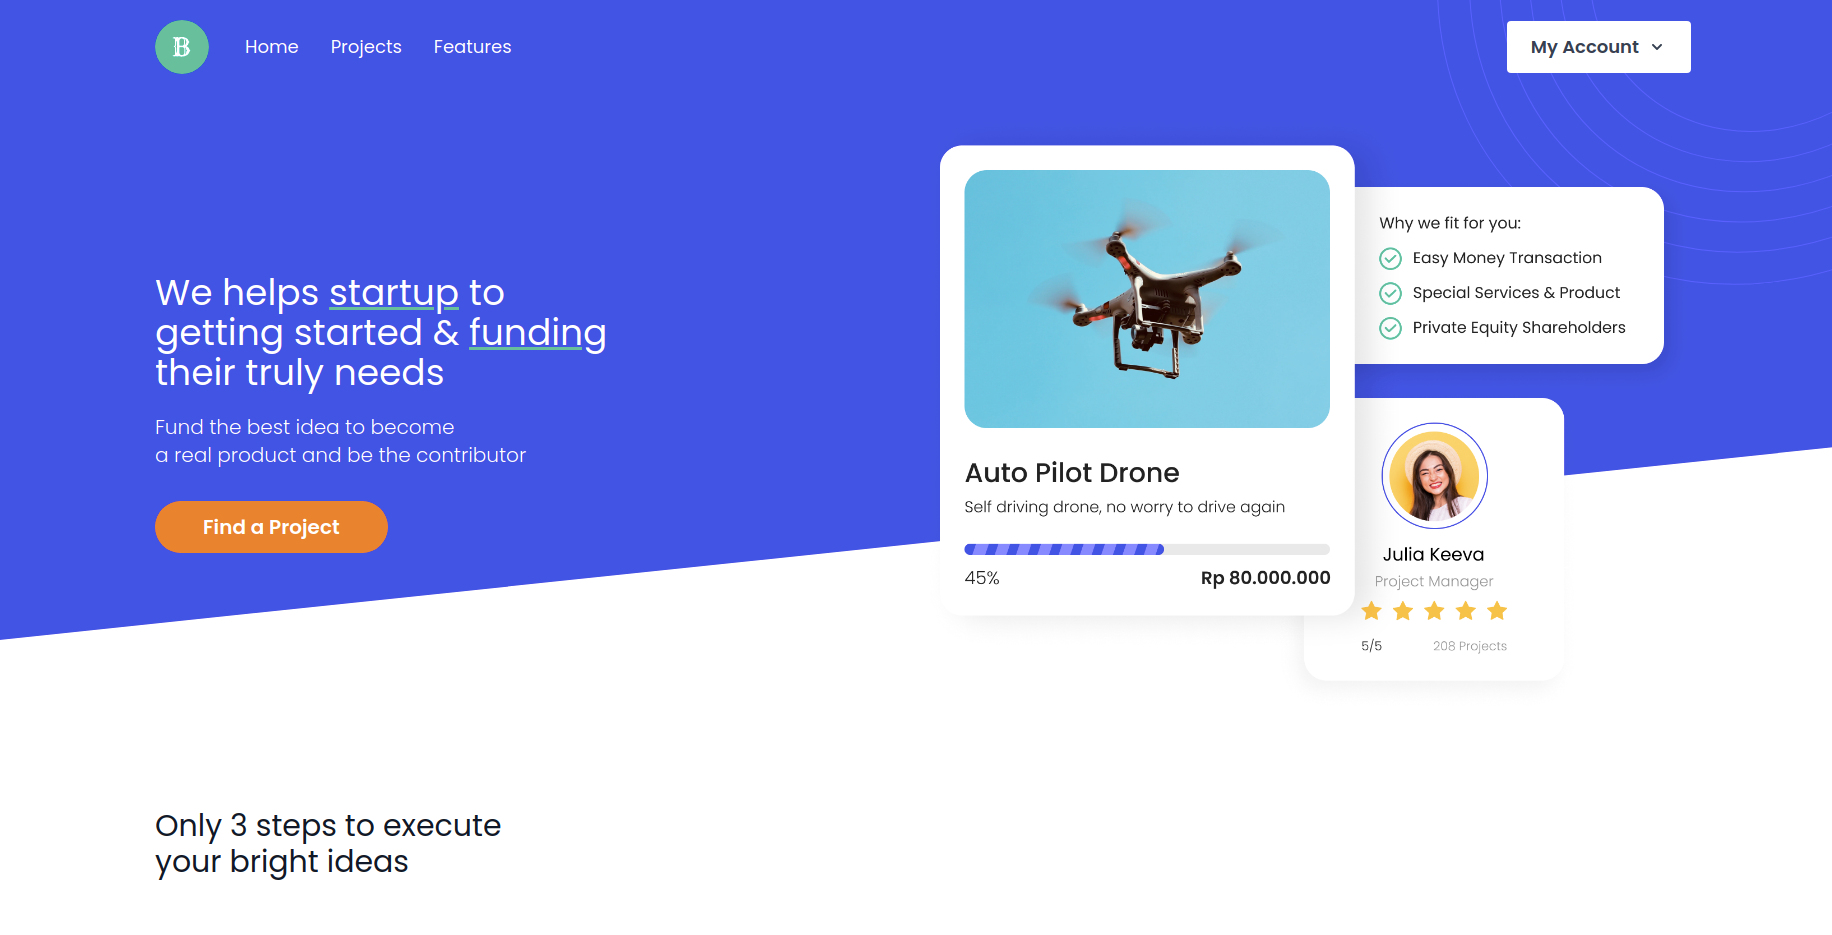 B
Home
Projects
Features
My Account
We helps startup to
getting started & funding
their truly needs
Fund the best idea to become
a real product and be the contributor
Find a Project
Auto Pilot Drone
Self driving drone, no worry to drive again
45%
Rp 80.000.000
Why we fit for you:
Easy Money Transaction
Special Services & Product
Private Equity Shareholders
Julia Keeva
Project Manager
5/5
208 Projects
Only 3 steps to execute
your bright ideas